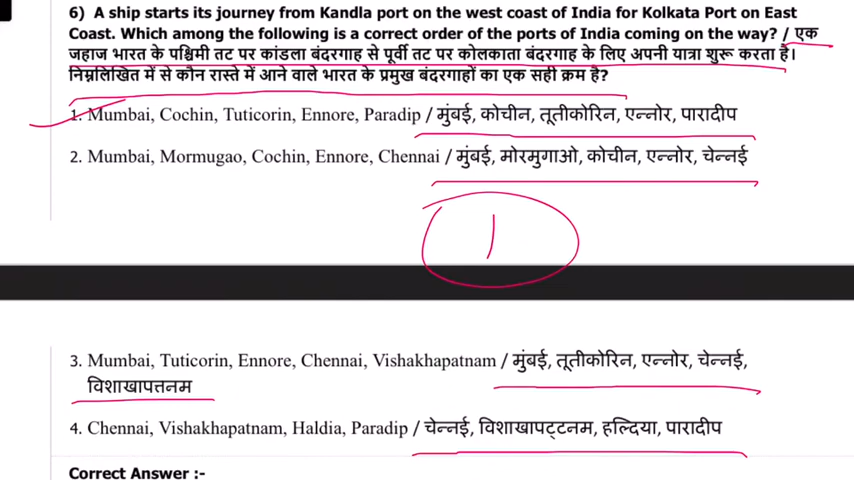 6) A ship starts its journey from Kandla port on the west coast of India for Kolkata Port on East
Coast. Which among the following is a correct order of the ports of India coming on the way? / एक
जहाज भारत के पश्चिमी तट पर कांडला बंदरगाह से पूर्वी तट पर कोलकाता बंदरगाह के लिए अपनी यात्रा शुरू करता है।
निम्नलिखित में से कौन रास्ते में आने वाले भारत के प्रमुख बंदरगाहों का एक सही क्रम है?
1. Mumbai, Cochin, Tuticorin, Ennore, Paradip / मुंबई, कोचीन, तूतीकोरिन, एन्नोर, पारादीप
2. Mumbai, Mormugao, Cochin, Ennore, Chennai / मुंबई, मोरमुगाओ, कोचीन, एन्नोर, चेन्नई
1
3. Mumbai, Tuticorin, Ennore, Chennai, Vishakhapatnam / मुंबई, तूतीकोरिन, एन्नोर, चेन्नई,
विशाखापत्तनम
4. Chennai, Vishakhapatnam, Haldia, Paradip / चेन्नई, विशाखापट्टनम, हल्दिया, पारादीप
Correct Answer :-